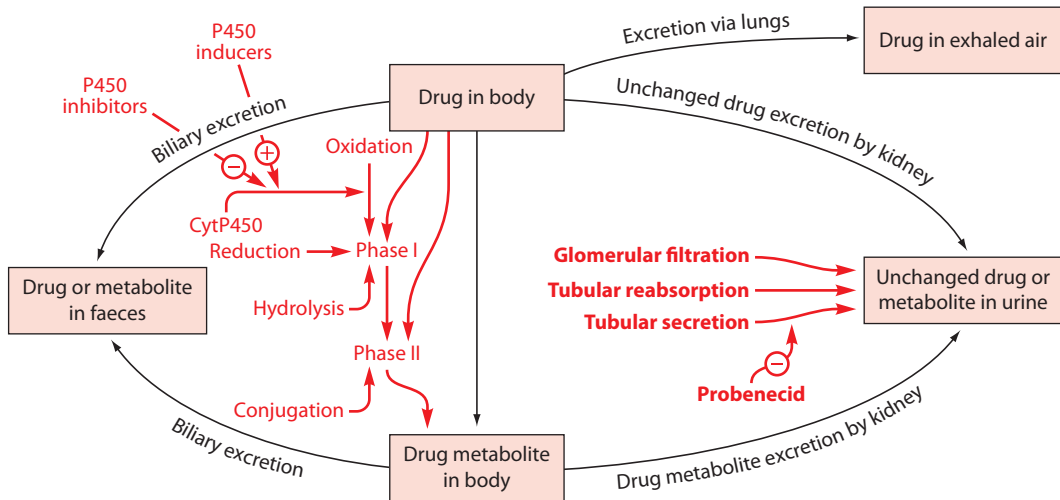 P450
inducers
P450
inhibitors
Biliary excretion
Drug in body
Excretion via lungs
Drug in exhaled air
Unchanged drug excretion by kidney
Oxidation
−
+
CytP450
Reduction
Phase I
Hydrolysis
Drug or metabolite
in faeces
Glomerular filtration
Tubular reabsorption
Tubular secretion
Unchanged drug or
metabolite in urine
−
Probenecid
Phase II
Conjugation
Biliary excretion
Drug metabolite
in body
Drug metabolite excretion by kidney